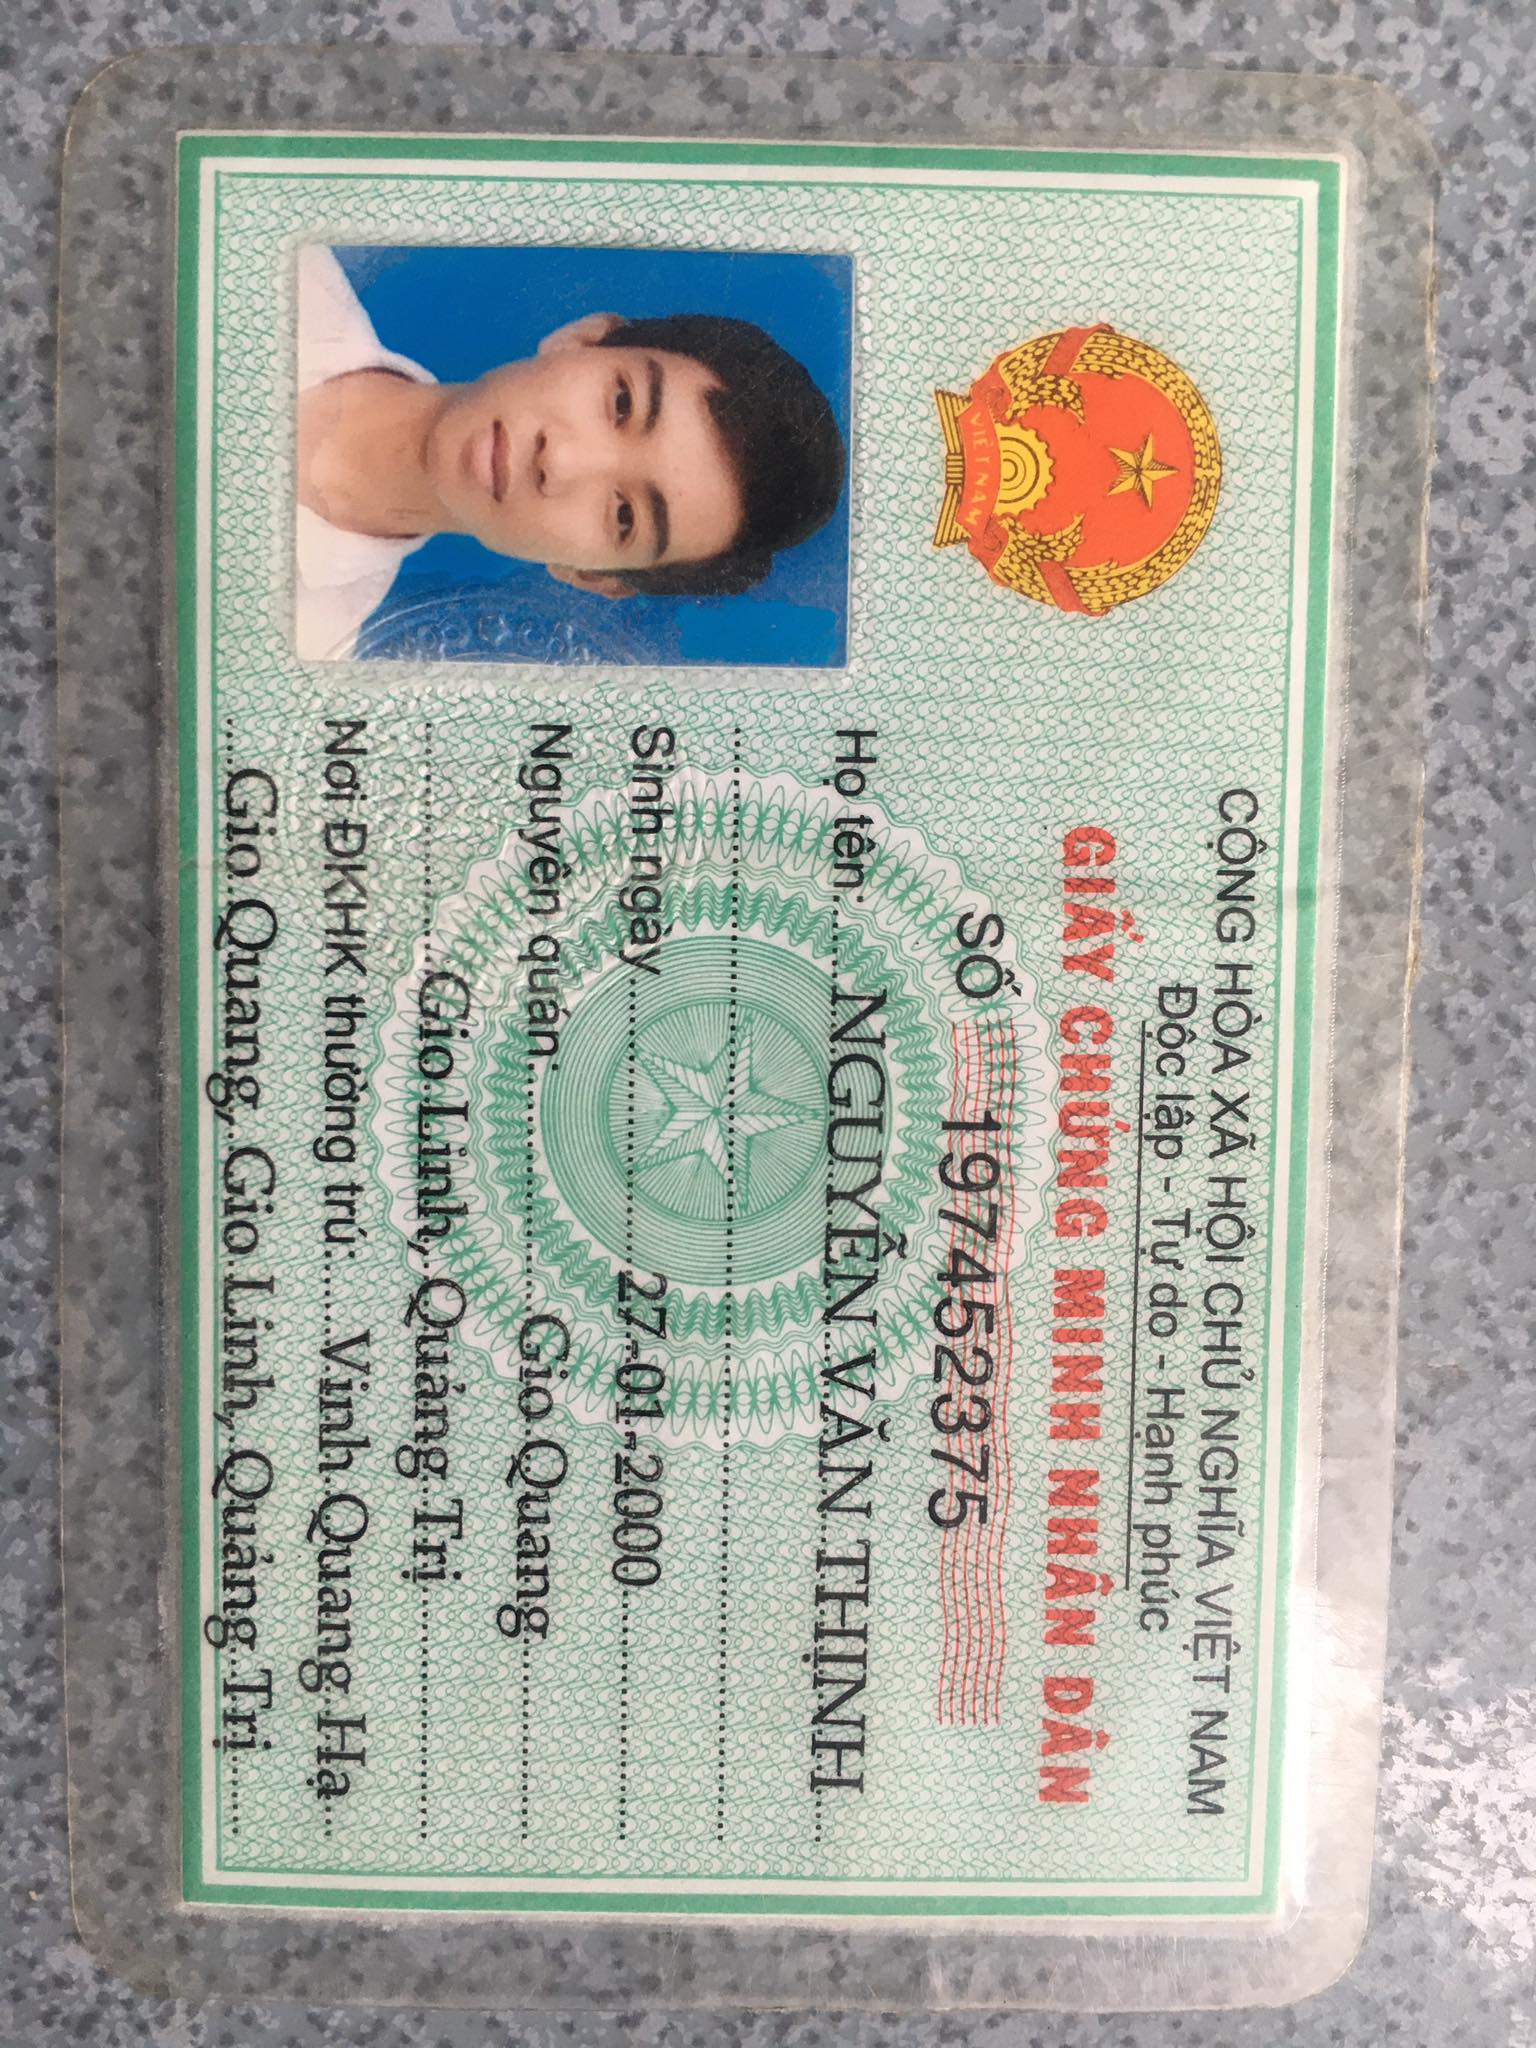 CỘNG HÒA XÃ HỘI CHỦ NGHĨA VIỆT NAM
Độc lập - Tự do - Hạnh phúc
GIẤY CHỨNG MINH NHÂN DÂN
SỐ 197452375
VIỆT NAM
Họ tên: NGUYỄN VĂN THỊNH
Sinh ngày 27-01-2000
Nguyên quán: Gio Quang
Gio Linh, Quảng Trị
Nơi ĐKHK thường trú: Vinh Quang Hạ
Gio Quang, Gio Linh, Quảng Trị